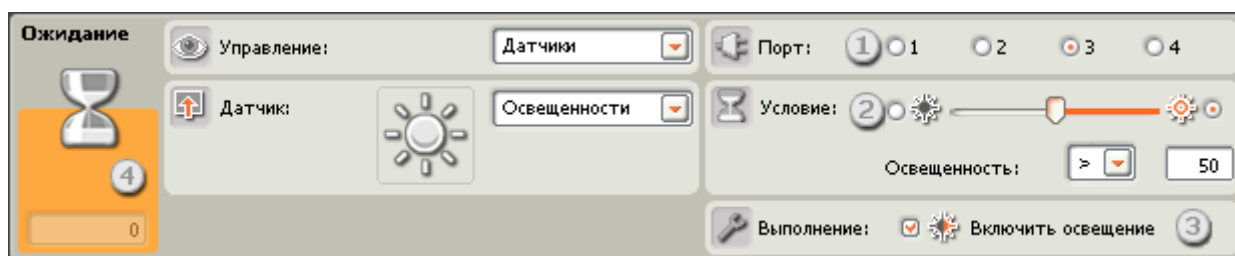 Ожидание
4
0
Управление: Датчики
Датчик: Освещенности
Порт: 1 1 2 3 4
Условие: 2
Освещенность: > 50
Выполнение: Включить освещение 3